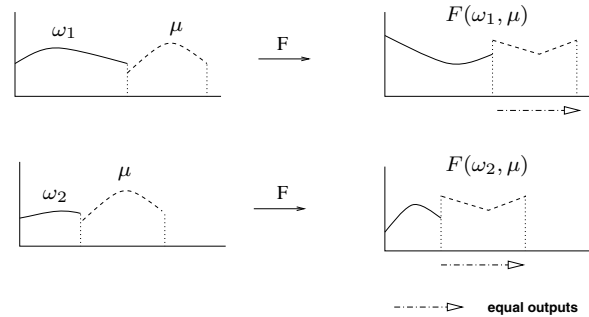 ω₁ μ F F(ω₁, μ)
ω₂ μ F F(ω₂, μ)
equal outputs